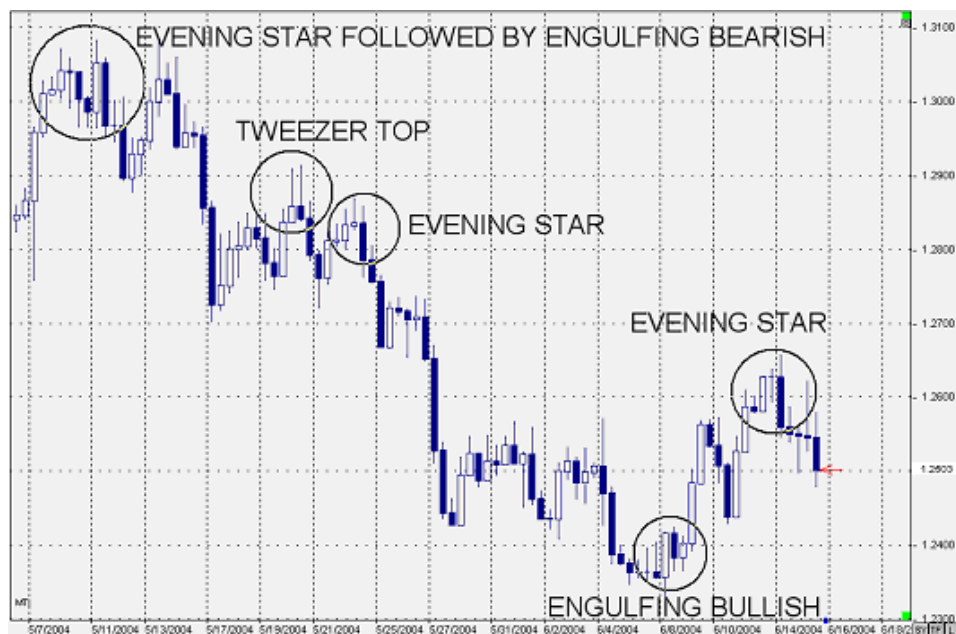 EVENING STAR FOLLOWED BY ENGULFING BEARISH
1.3100
1.3000
TWEEZER TOP
1.2900
EVENING STAR
1.2800
EVENING STAR
1.2700
1.2600
1.2503
1.2400
ENGULFING BULLISH
MT
1.2300
5/7/2004 5/11/2004 5/13/2004 5/17/2004 5/19/2004 5/21/2004 5/25/2004 5/27/2004 5/31/2004 6/2/2004 6/4/2004 6/8/2004 6/10/2004 6/14/2004 6/16/2004